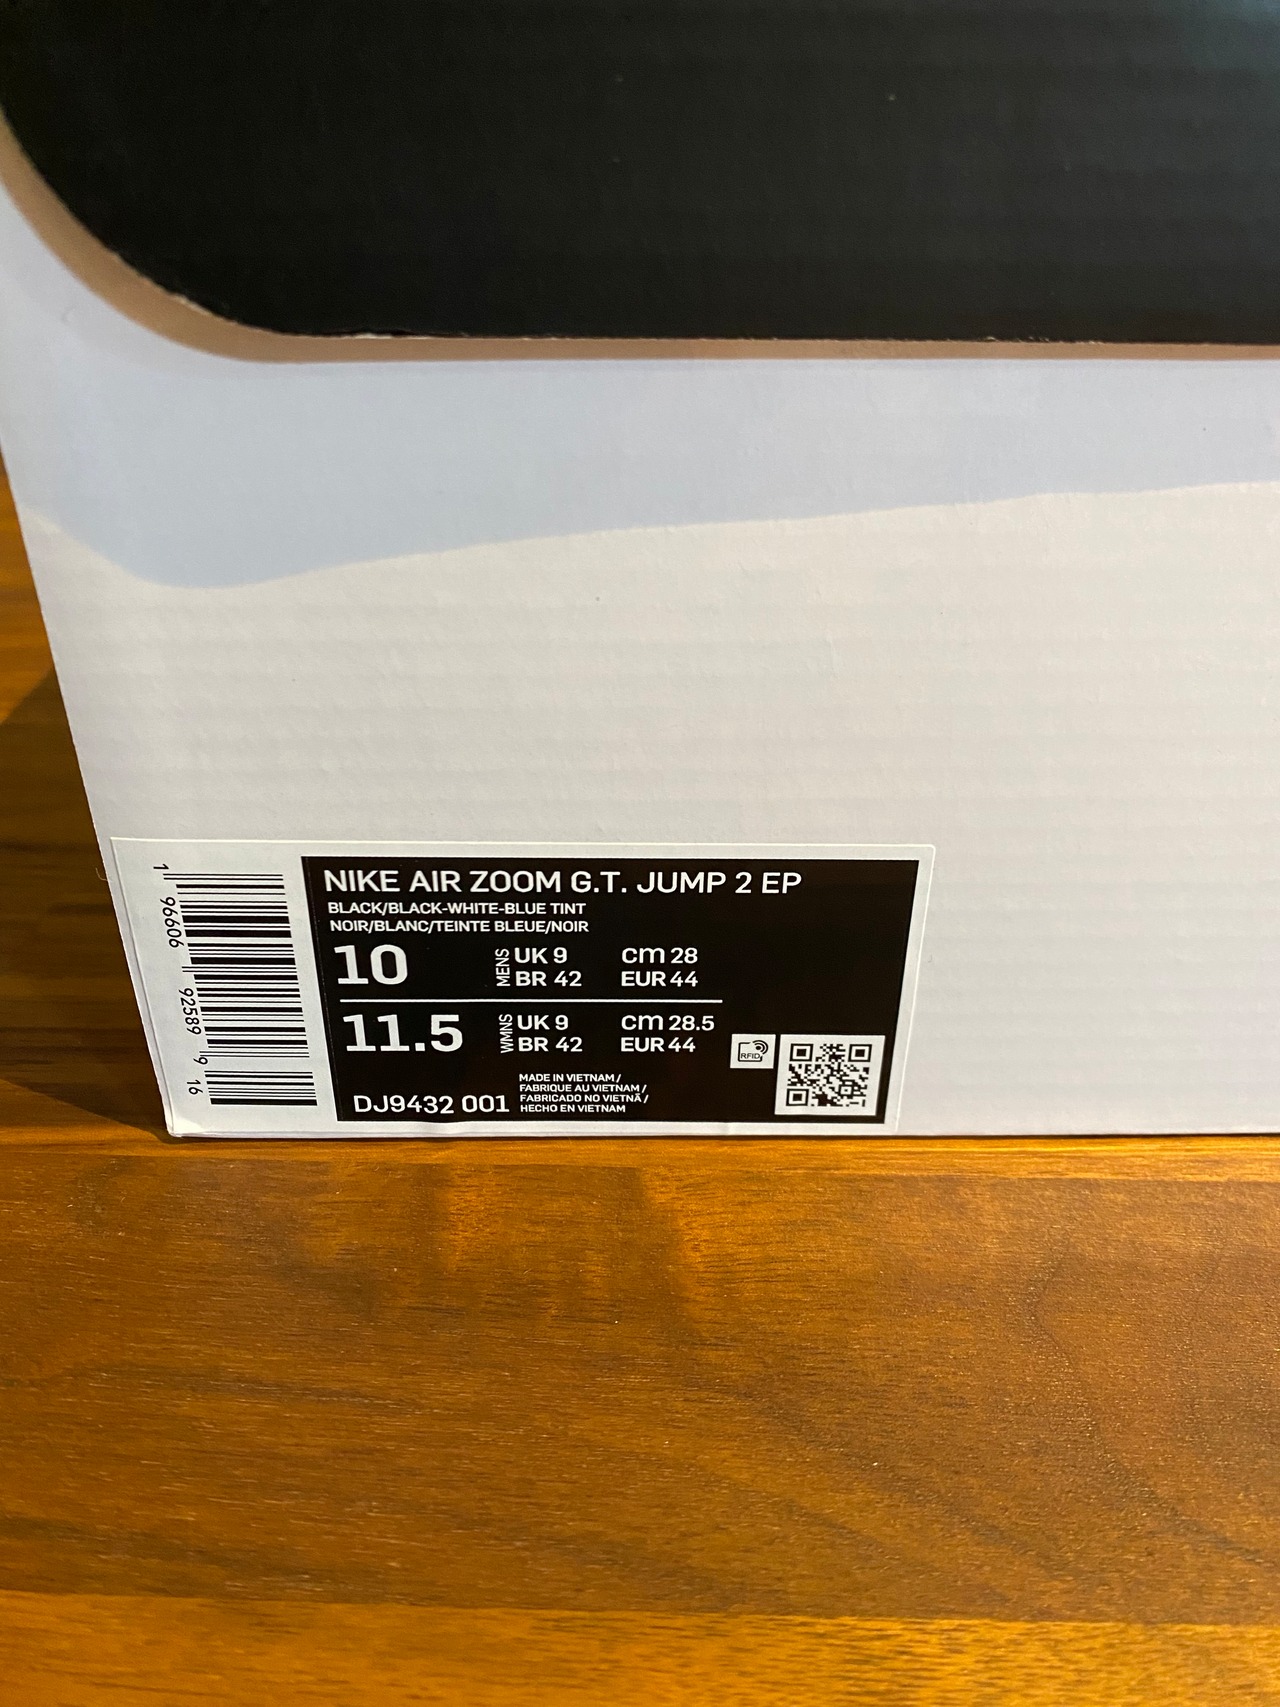 NIKE AIR ZOOM G.T. JUMP 2 EP
BLACK/BLACK-WHITE-BLUE TINT
NOIR/BLANC/TEINTE BLEUE/NOIR
10 MENS UK 9 cm 28
BR 42 EUR 44
11.5 WMNS UK 9 cm 28.5
BR 42 EUR 44
RFID
DJ9432 001
MADE IN VIETNAM /
FABRIQUE AU VIETNAM /
FABRICADO NO VIETNÃ /
HECHO EN VIETNAM
1 96606 92589 9 16